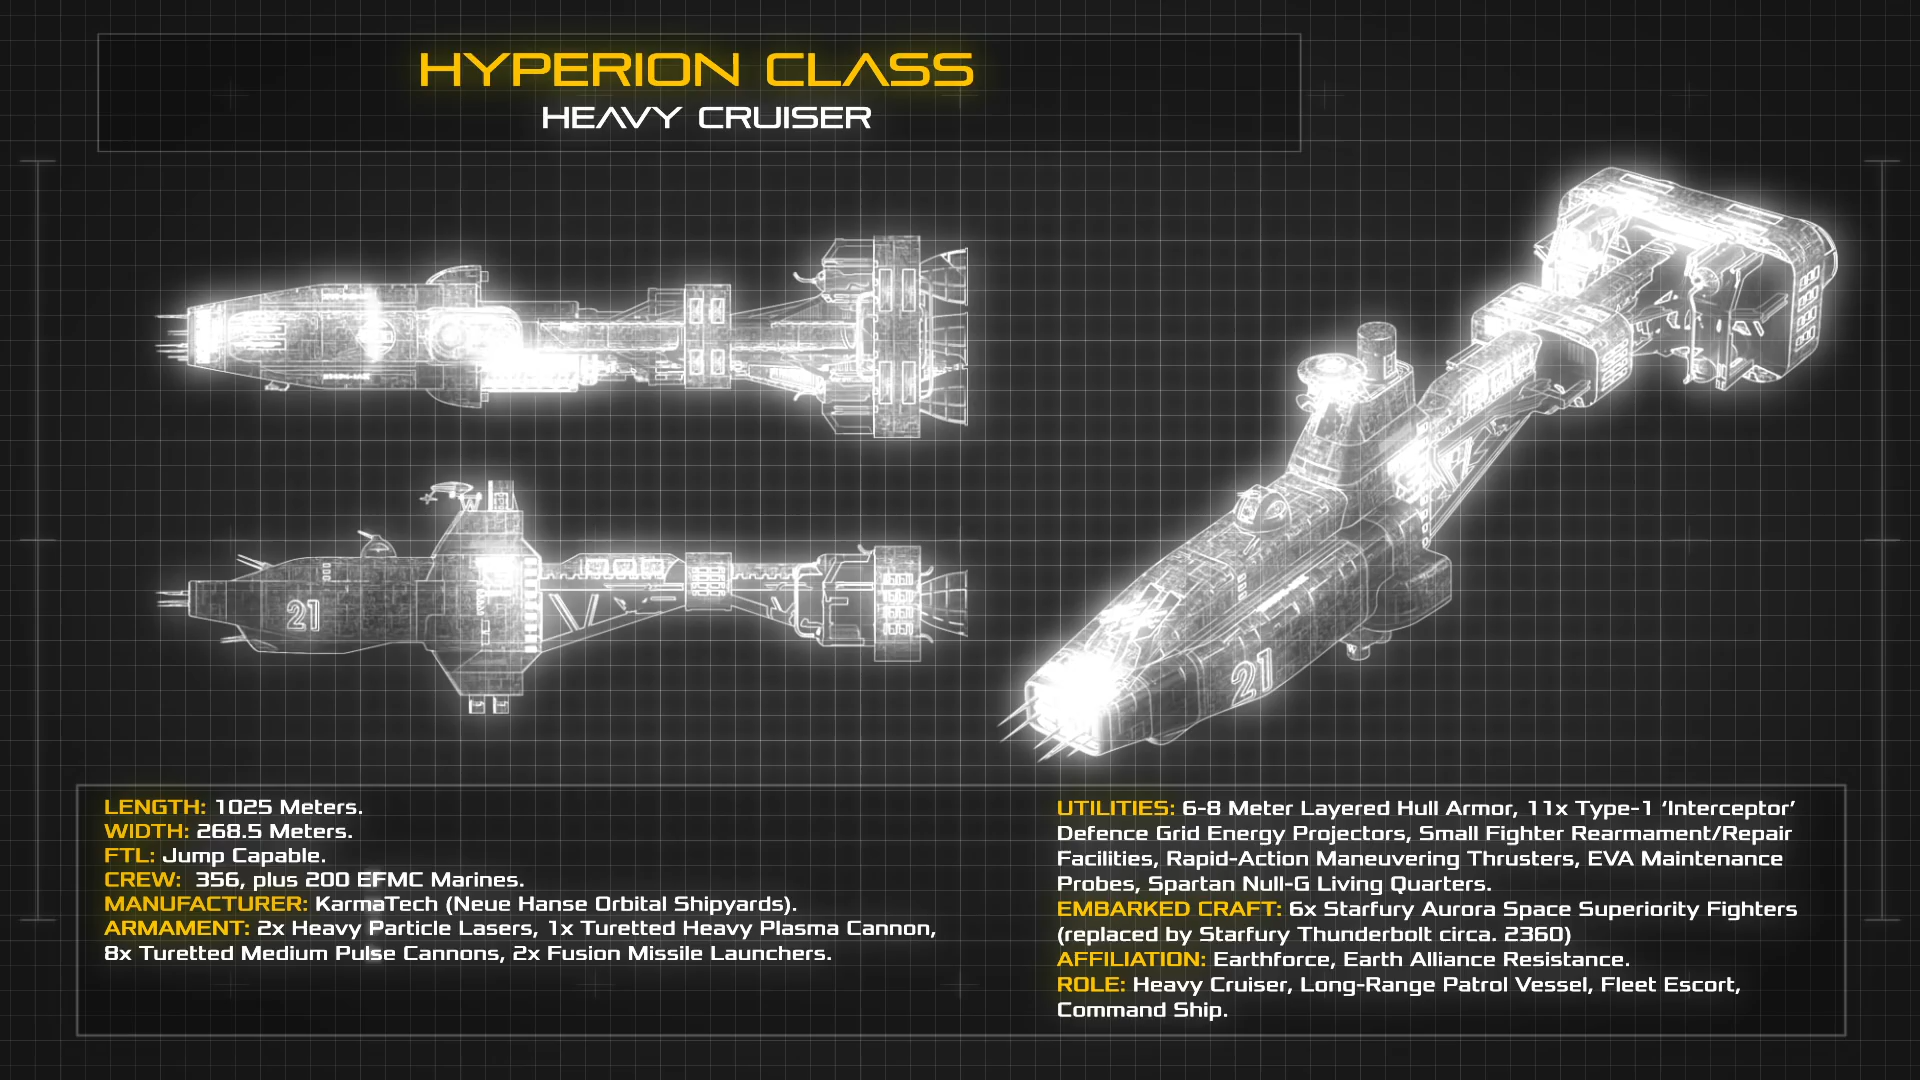 HYPERION CLASS
HEAVY CRUISER
21
21
LENGTH: 1025 Meters.
WIDTH: 268.5 Meters.
FTL: Jump Capable.
CREW: 356, plus 200 EFMC Marines.
MANUFACTURER: KarmaTech (Neue Hanse Orbital Shipyards).
ARMAMENT: 2x Heavy Particle Lasers, 1x Turetted Heavy Plasma Cannon,
8x Turetted Medium Pulse Cannons, 2x Fusion Missile Launchers.
UTILITIES: 6-8 Meter Layered Hull Armor, 11x Type-1 ‘Interceptor’
Defence Grid Energy Projectors, Small Fighter Rearmament/Repair
Facilities, Rapid-Action Maneuvering Thrusters, EVA Maintenance
Probes, Spartan Null-G Living Quarters.
EMBARKED CRAFT: 6x Starfury Aurora Space Superiority Fighters
(replaced by Starfury Thunderbolt circa. 2360)
AFFILIATION: Earthforce, Earth Alliance Resistance.
ROLE: Heavy Cruiser, Long-Range Patrol Vessel, Fleet Escort,
Command Ship.